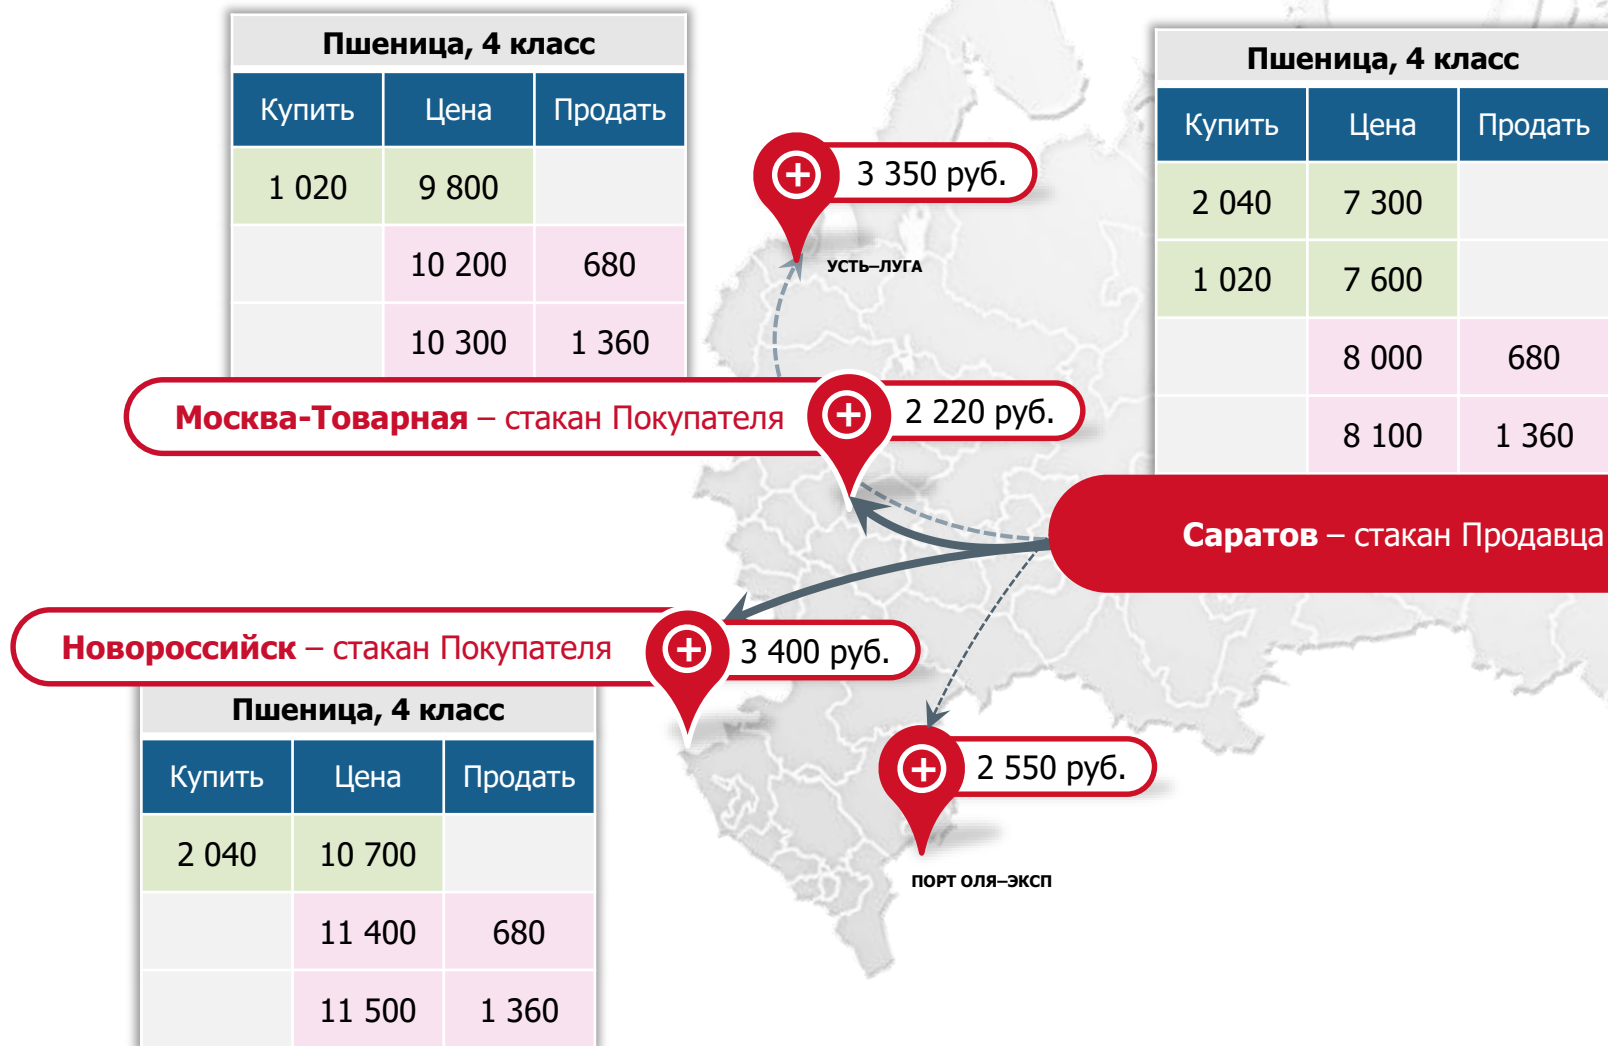 Пшеница, 4 класс
Купить Цена Продать
1 020 9 800
10 200 680
10 300 1 360
Москва-Товарная – стакан Покупателя
2 220 руб.
3 350 руб.
УСТЬ–ЛУГА
Пшеница, 4 класс
Купить Цена Продать
2 040 7 300
1 020 7 600
8 000 680
8 100 1 360
Саратов – стакан Продавца
Новороссийск – стакан Покупателя
3 400 руб.
Пшеница, 4 класс
Купить Цена Продать
2 040 10 700
11 400 680
11 500 1 360
2 550 руб.
ПОРТ ОЛЯ–ЭКСП